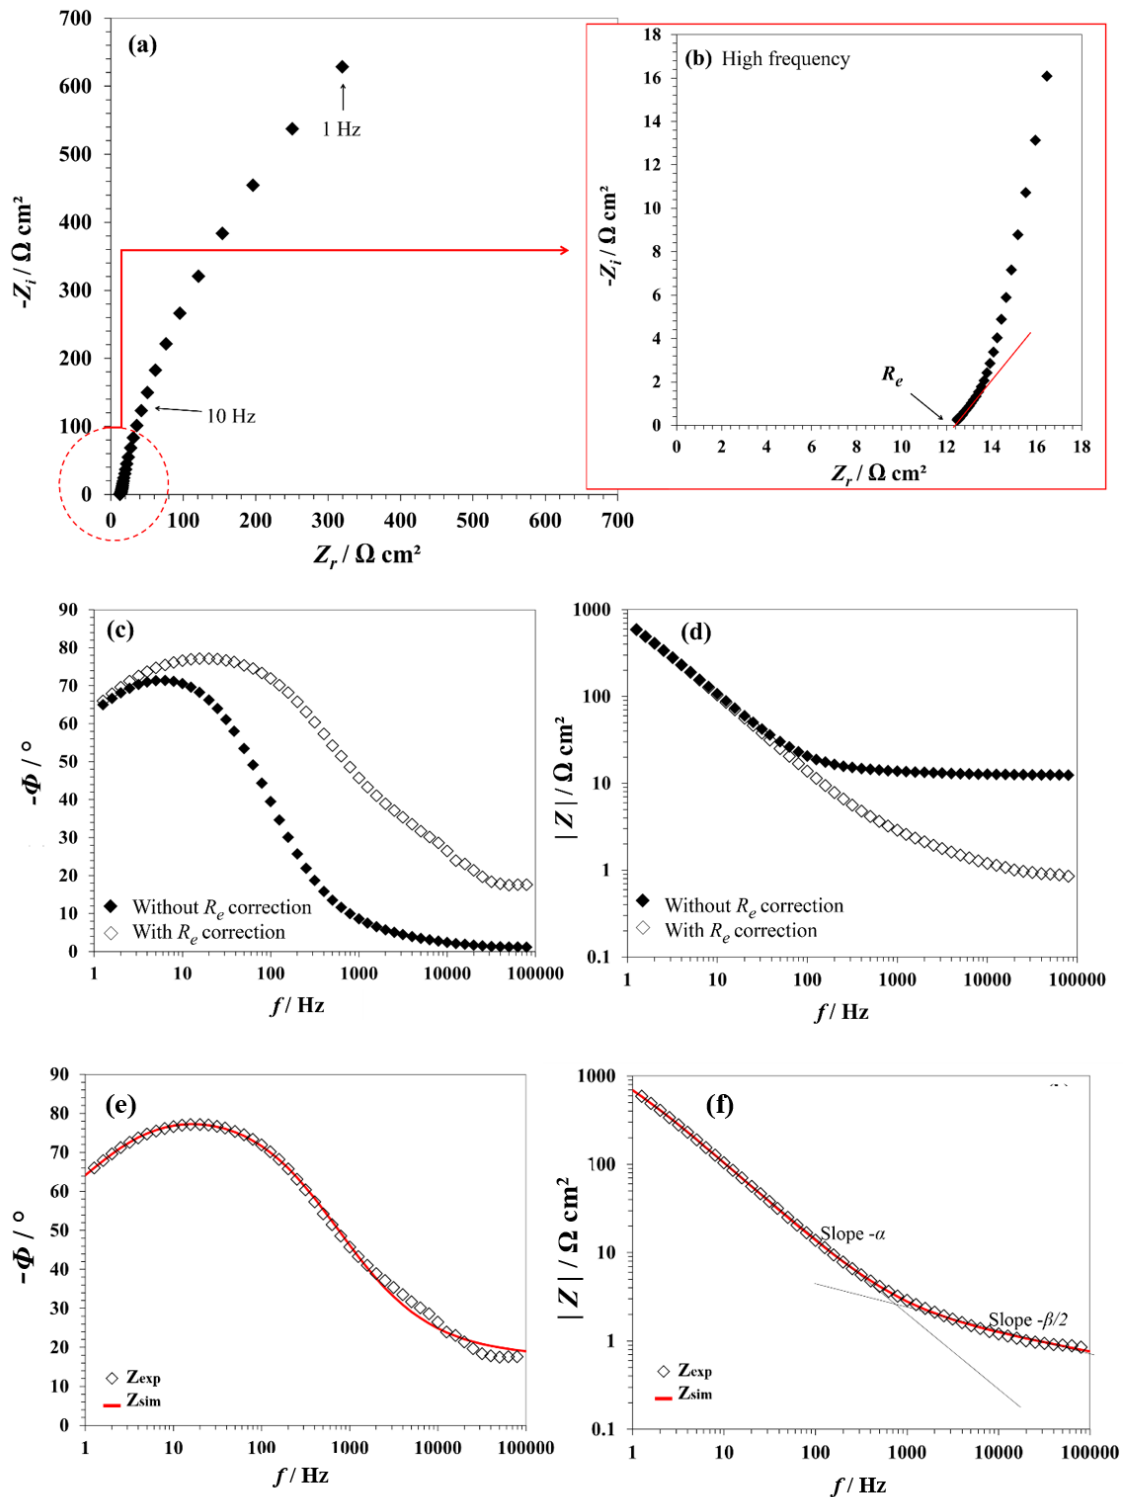 700
600
500
400
300
200
100
0
(a)
1 Hz
10 Hz
-Zi / Ω cm²
0 100 200 300 400 500 600 700
Zr / Ω cm²
18
16
14
12
10
8
6
4
2
0
(b) High frequency
Re
-Zi / Ω cm²
0 2 4 6 8 10 12 14 16 18
Zr / Ω cm²
90
80
70
60
50
40
30
20
10
0
(c)
-Φ / °
Without Re correction
With Re correction
1 10 100 1000 10000 100000
f / Hz
1000
100
10
1
0.1
(d)
| Z | / Ω cm²
Without Re correction
With Re correction
1 10 100 1000 10000 100000
f / Hz
90
80
70
60
50
40
30
20
10
0
(e)
-Φ / °
Zexp
Zsim
1 10 100 1000 10000 100000
f / Hz
1000
100
10
1
0.1
(f)
| Z | / Ω cm²
Slope -α
Slope -β/2
Zexp
Zsim
1 10 100 1000 10000 100000
f / Hz